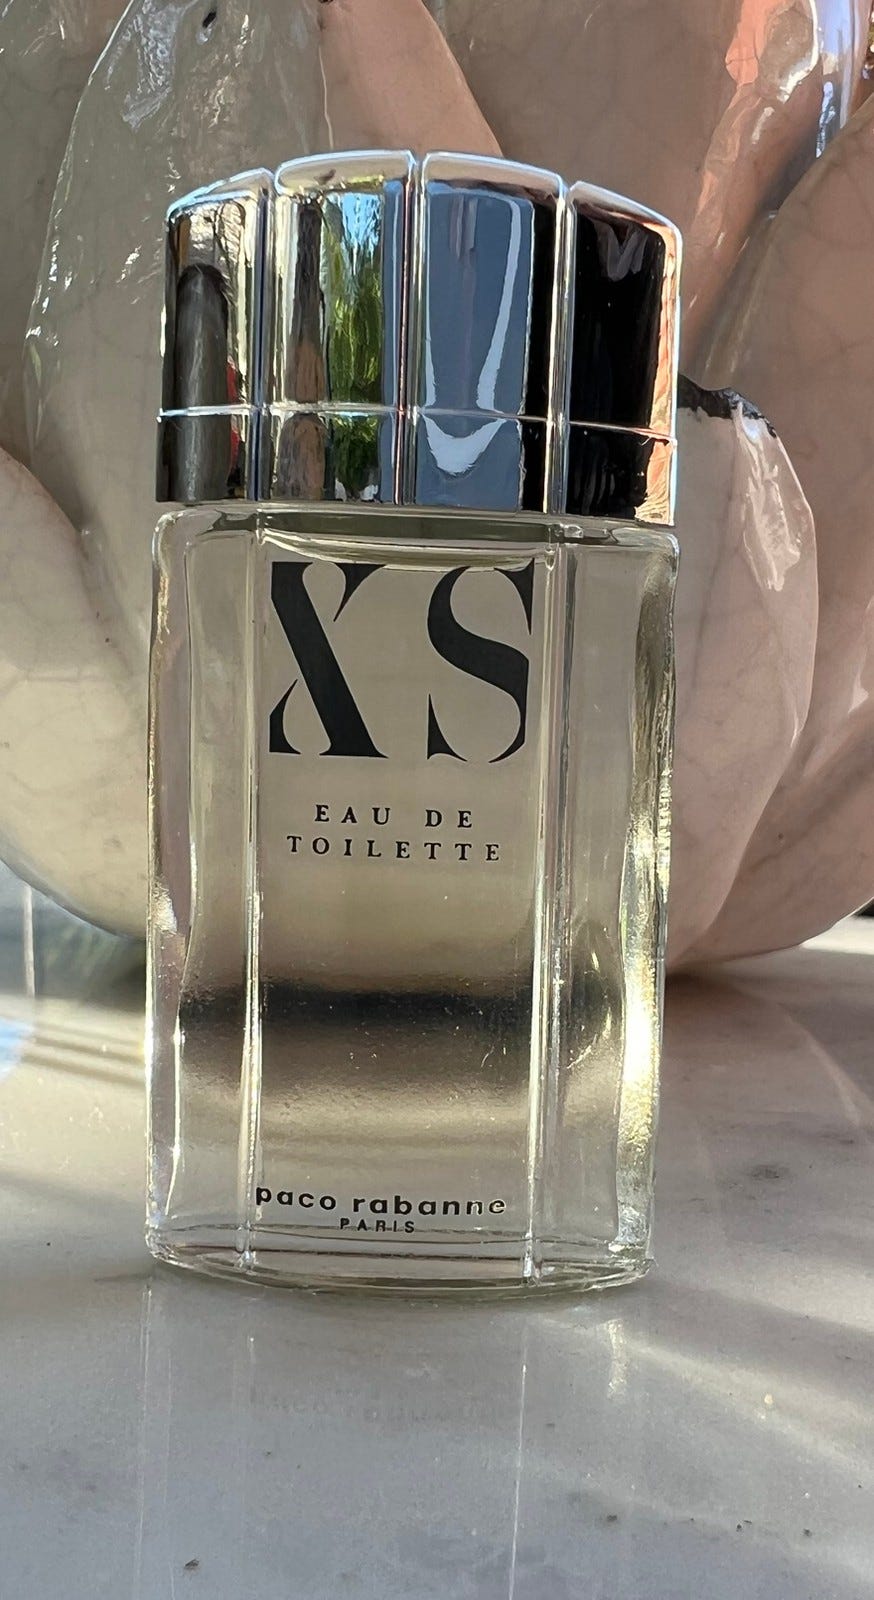 XS
EAU DE
TOILETTE
paco rabanne
PARIS